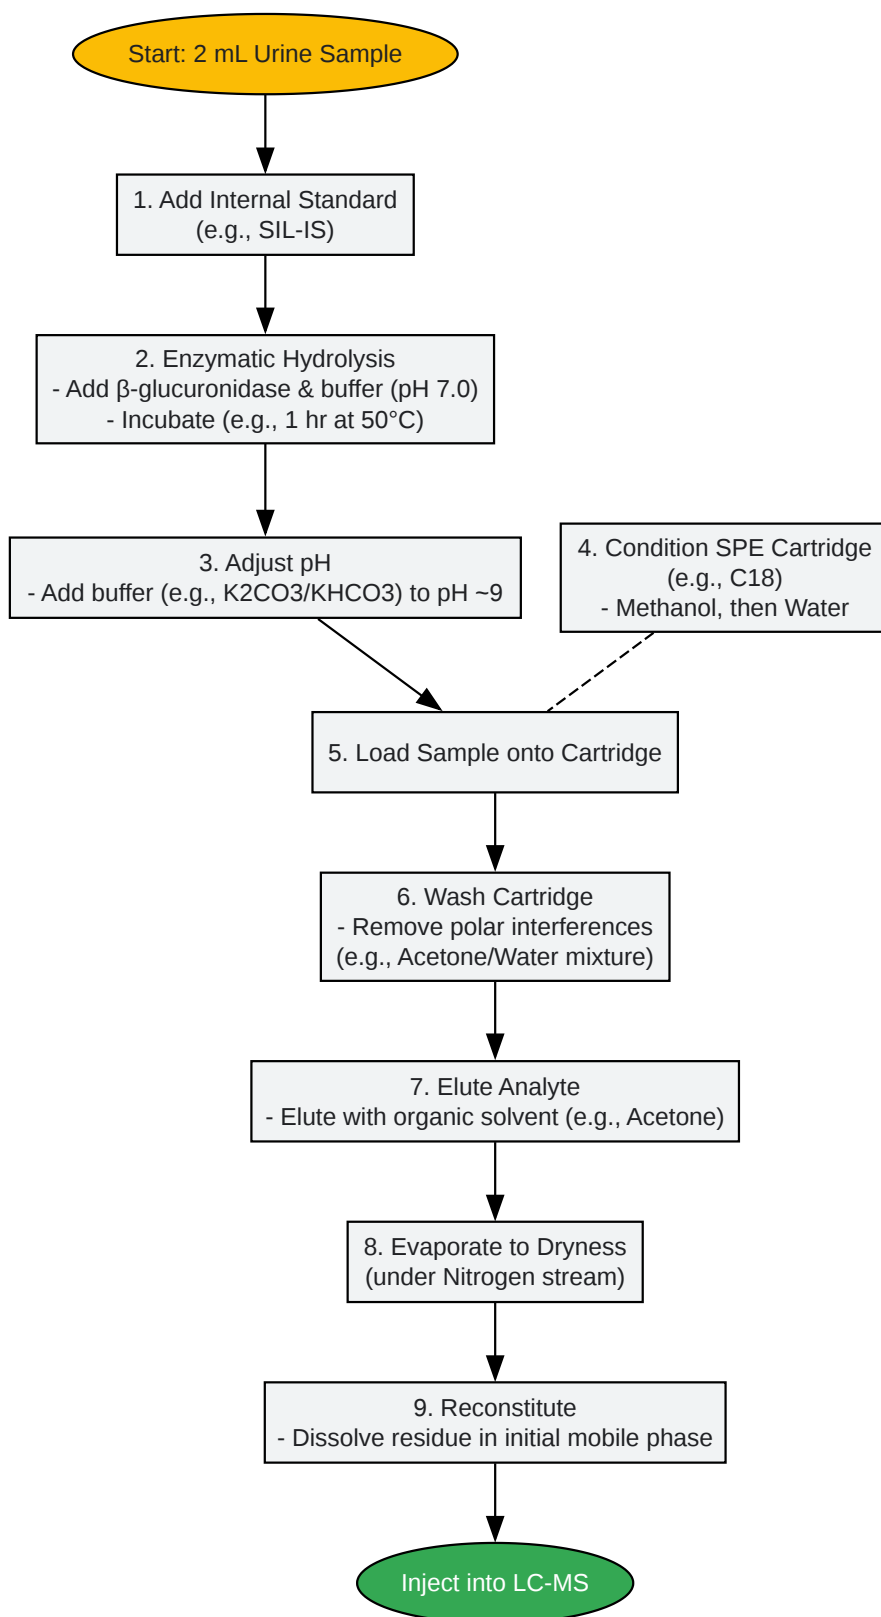 Start: 2 mL Urine Sample
1. Add Internal Standard
(e.g., SIL-IS)
2. Enzymatic Hydrolysis
- Add β-glucuronidase & buffer (pH 7.0)
- Incubate (e.g., 1 hr at 50°C)
3. Adjust pH
- Add buffer (e.g., K2CO3/KHCO3) to pH ~9
4. Condition SPE Cartridge
(e.g., C18)
- Methanol, then Water
5. Load Sample onto Cartridge
6. Wash Cartridge
- Remove polar interferences
(e.g., Acetone/Water mixture)
7. Elute Analyte
- Elute with organic solvent (e.g., Acetone)
8. Evaporate to Dryness
(under Nitrogen stream)
9. Reconstitute
- Dissolve residue in initial mobile phase
Inject into LC-MS